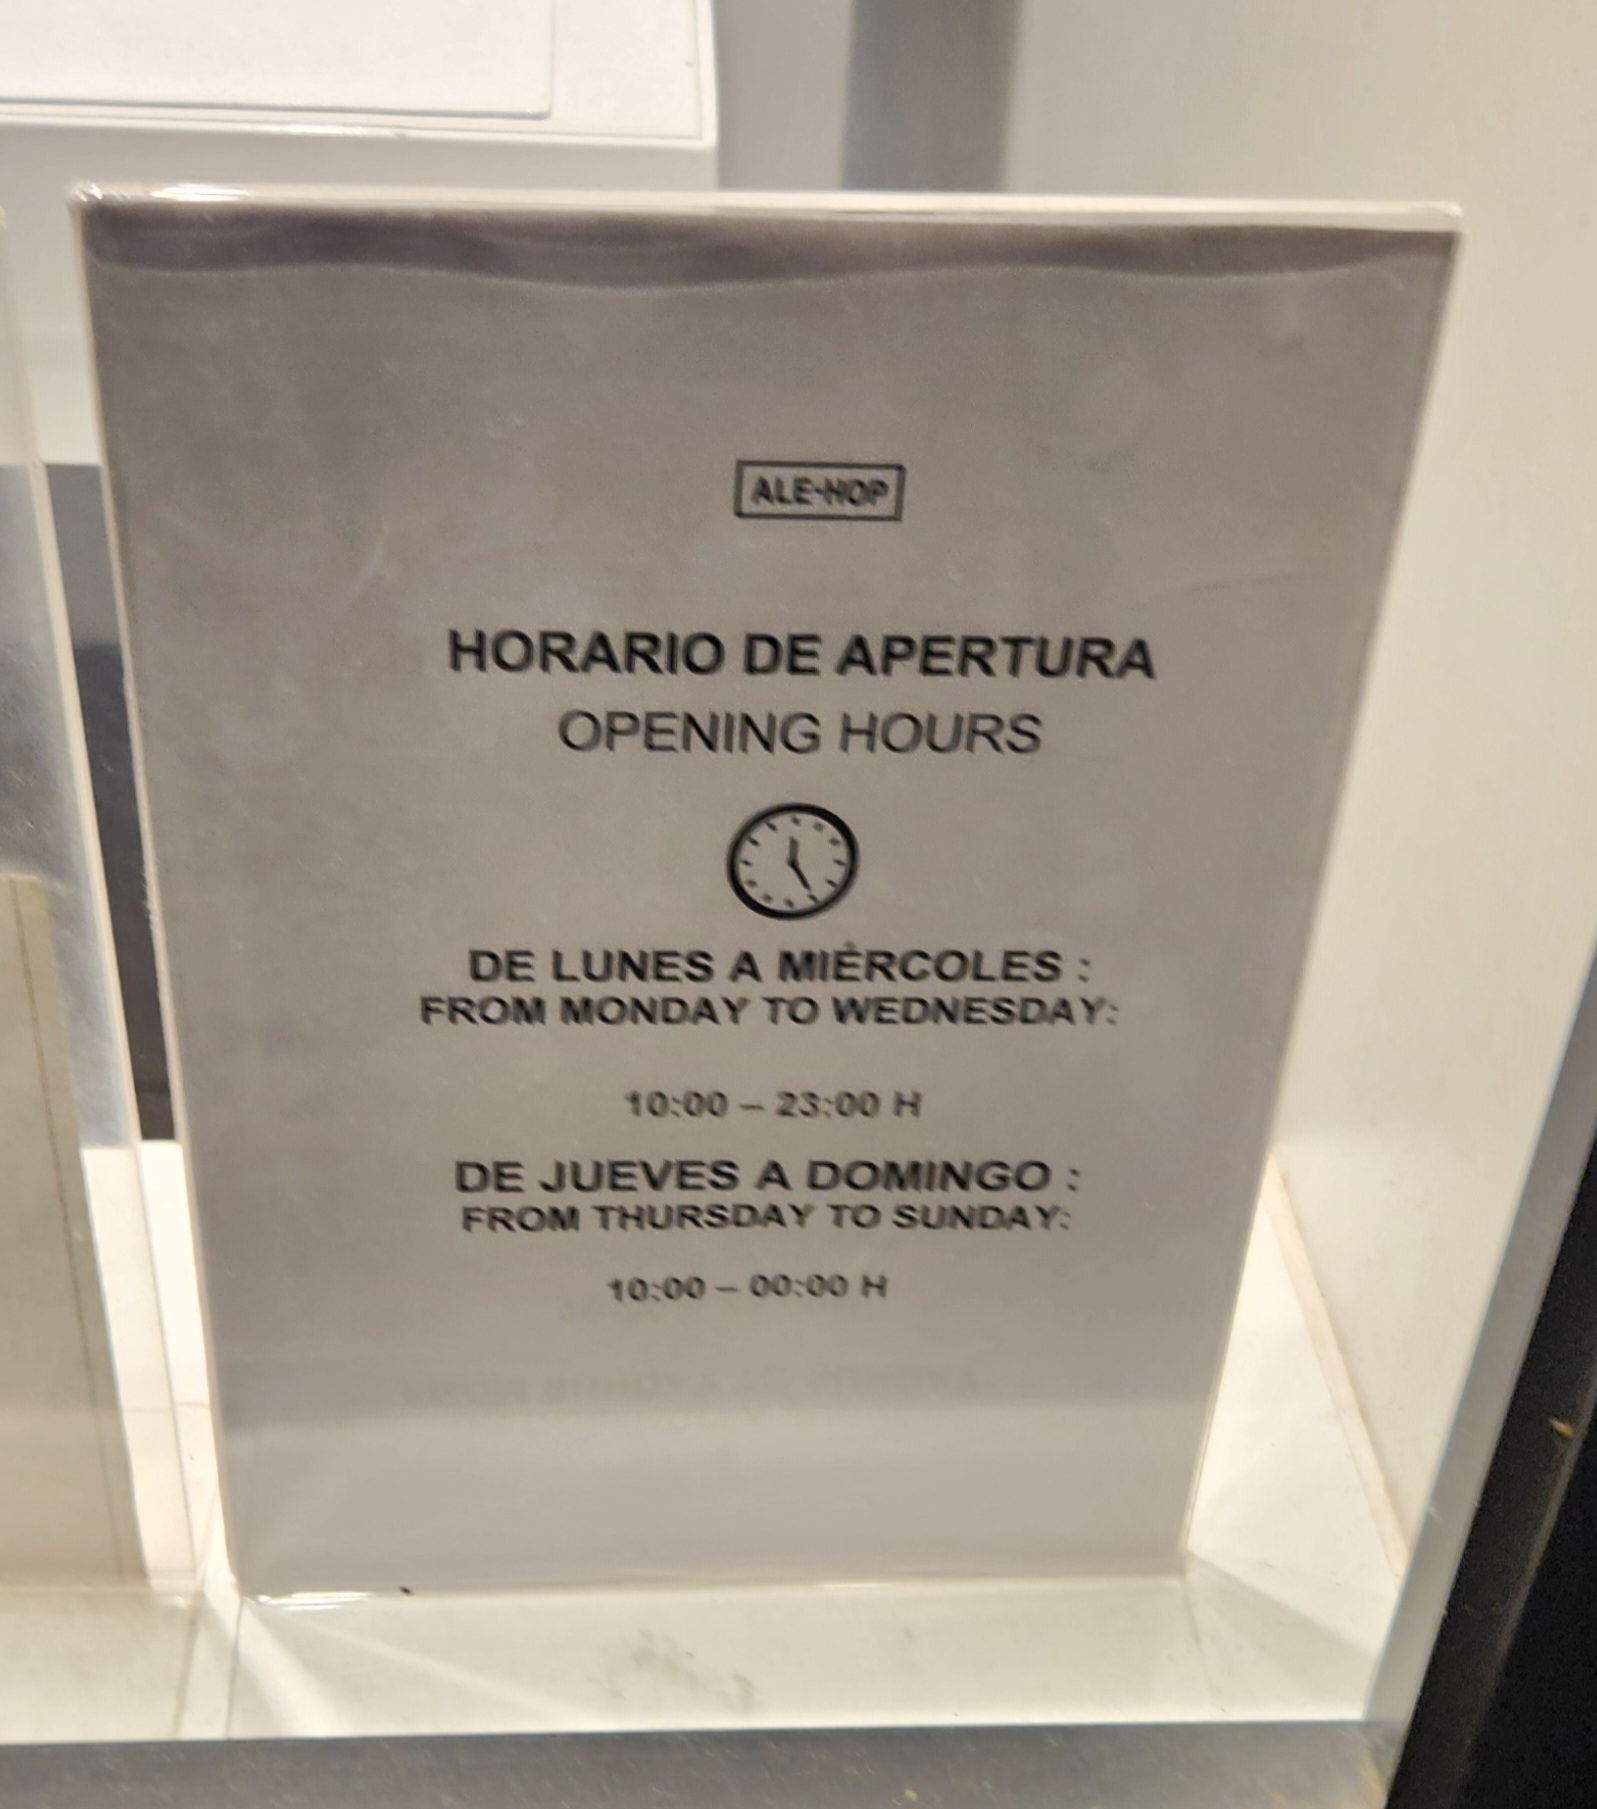 ALE-HOP
HORARIO DE APERTURA
OPENING HOURS
DE LUNES A MIÉRCOLES :
FROM MONDAY TO WEDNESDAY:
10:00 – 23:00 H
DE JUEVES A DOMINGO :
FROM THURSDAY TO SUNDAY:
10:00 – 00:00 H